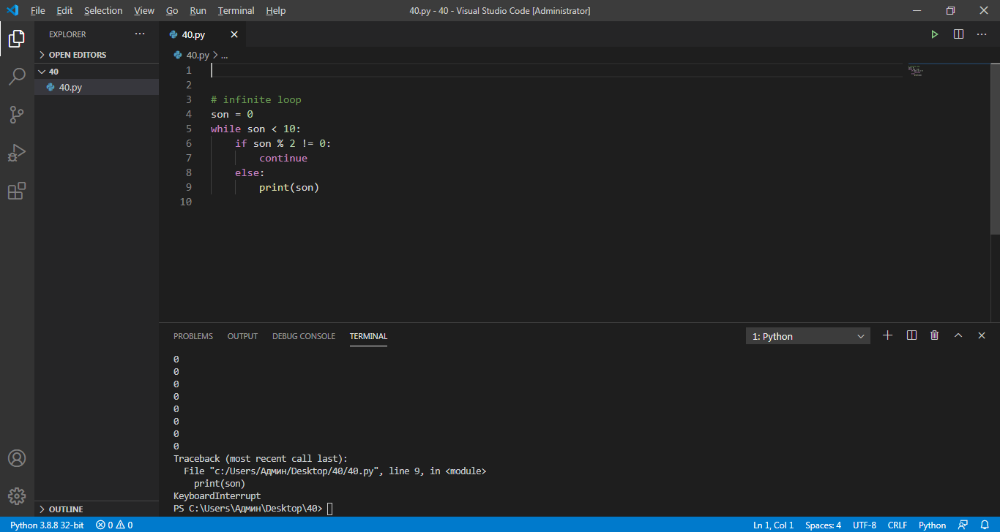 File Edit Selection View Go Run Terminal Help 40.py - 40 - Visual Studio Code [Administrator]
EXPLORER ... 40.py
OPEN EDITORS
40
40.py
40.py > ...
1
2
3 # infinite loop
4 son = 0
5 while son < 10:
6 if son % 2 != 0:
7 continue
8 else:
9 print(son)
10
PROBLEMS OUTPUT DEBUG CONSOLE TERMINAL 1: Python
0
0
0
0
0
0
0
0
Traceback (most recent call last):
File "c:/Users/Админ/Desktop/40/40.py", line 9, in <module>
print(son)
KeyboardInterrupt
PS C:\Users\Админ\Desktop\40>
OUTLINE
Python 3.8.8 32-bit 0 0 Ln 1, Col 1 Spaces: 4 UTF-8 CRLF Python